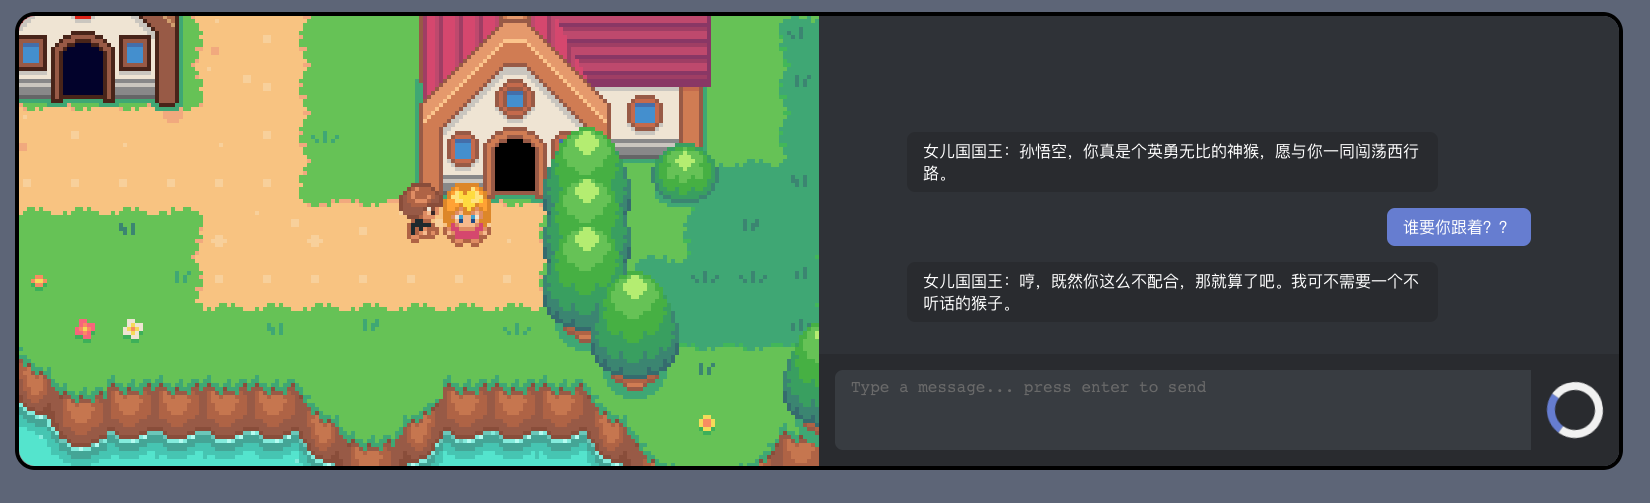 女儿国国王：孙悟空，你真是个英勇无比的神猴，愿与你一同闯荡西行
路。
谁要你跟着？？
女儿国国王：哼，既然你这么不配合，那就算了吧。我可不需要一个不
听话的猴子。
Type a message... press enter to send